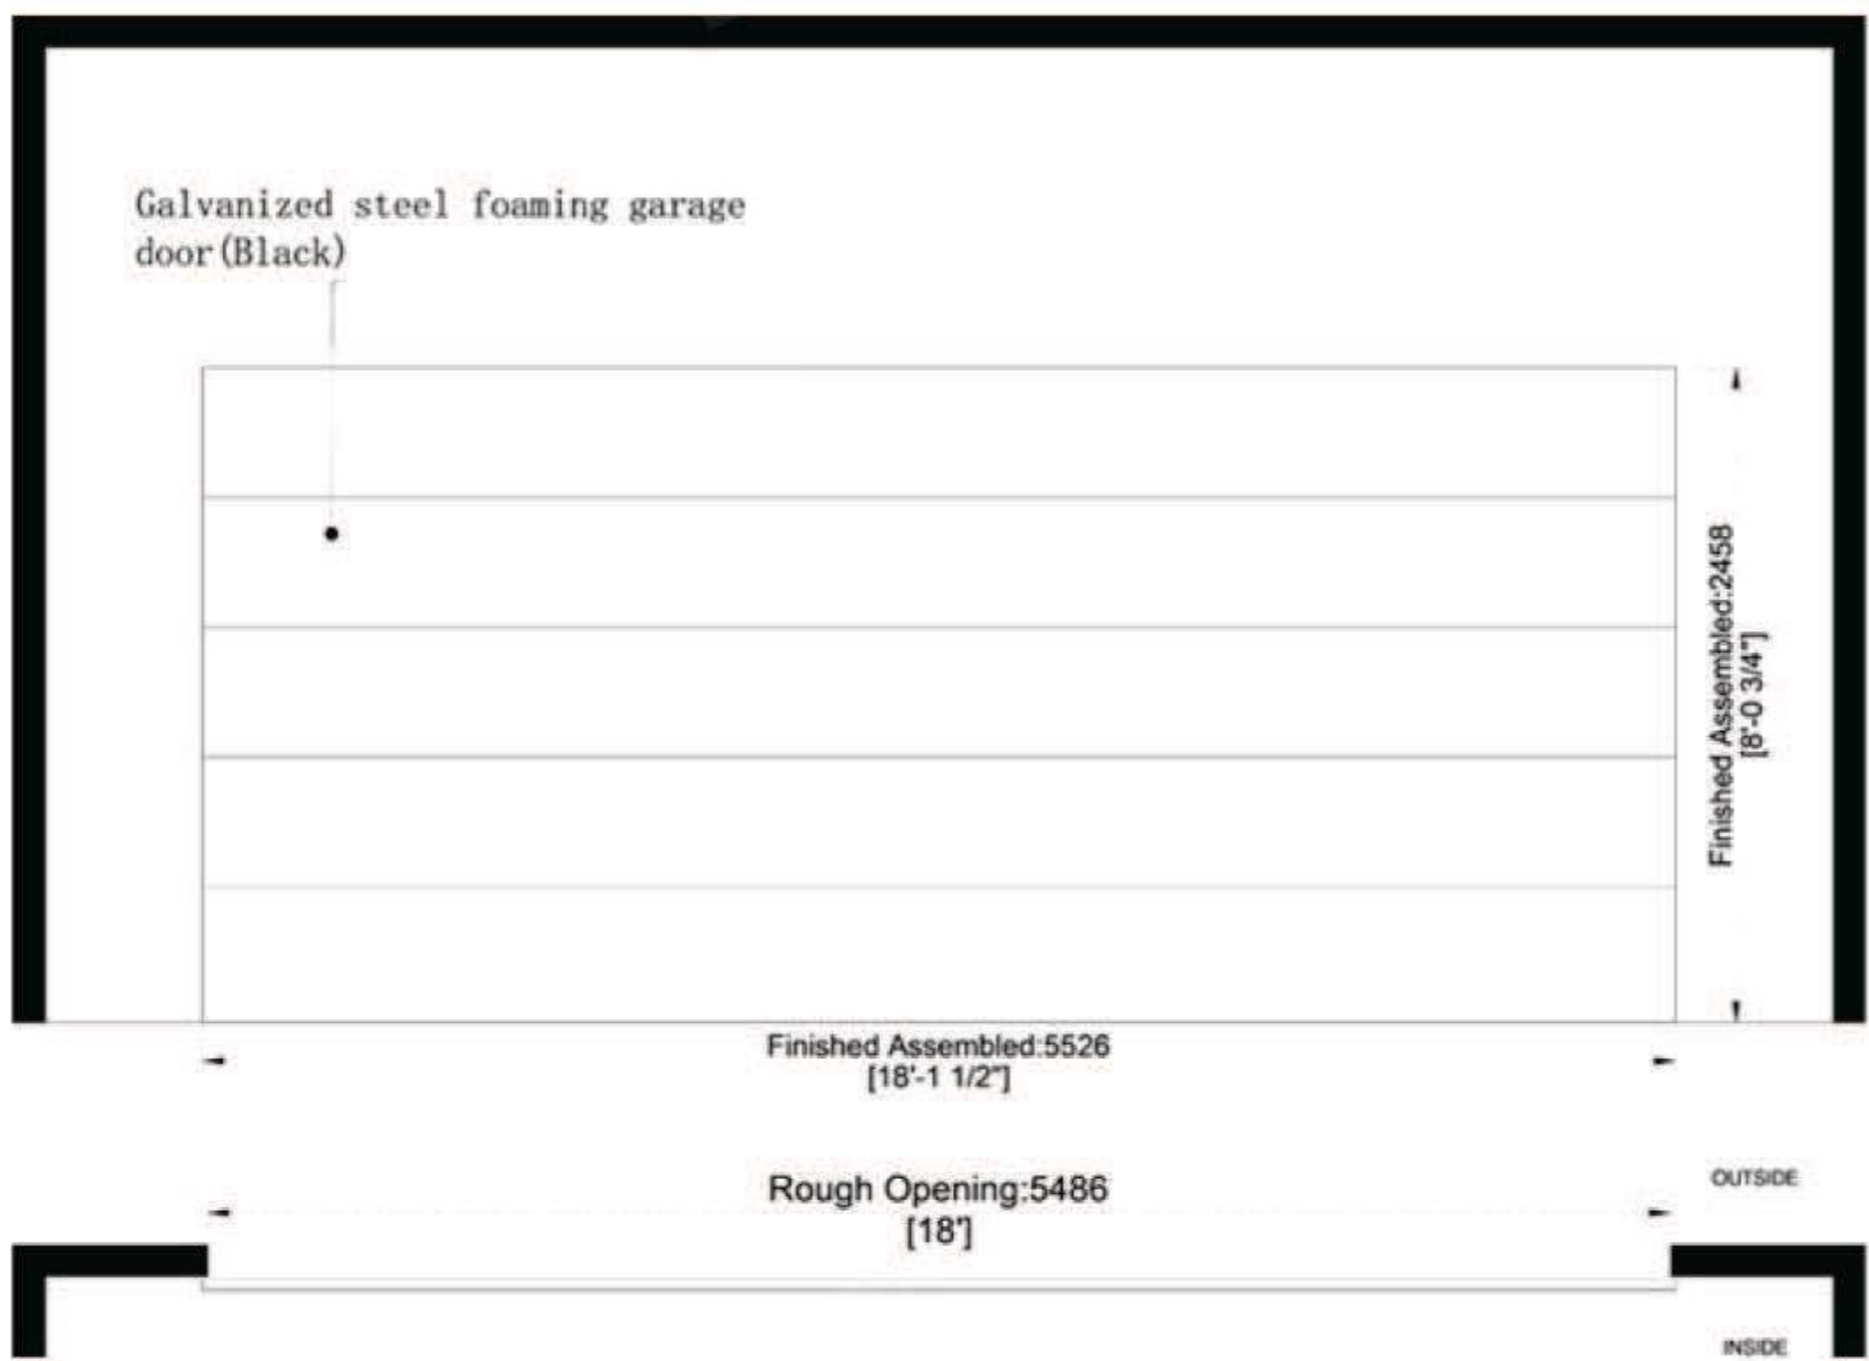 Galvanized steel foaming garage
door(Black)
Finished Assembled:2458
[8'-0 3/4"]
Finished Assembled:5526
[18'-1 1/2"]
Rough Opening:5486
[18']
OUTSIDE
INSIDE